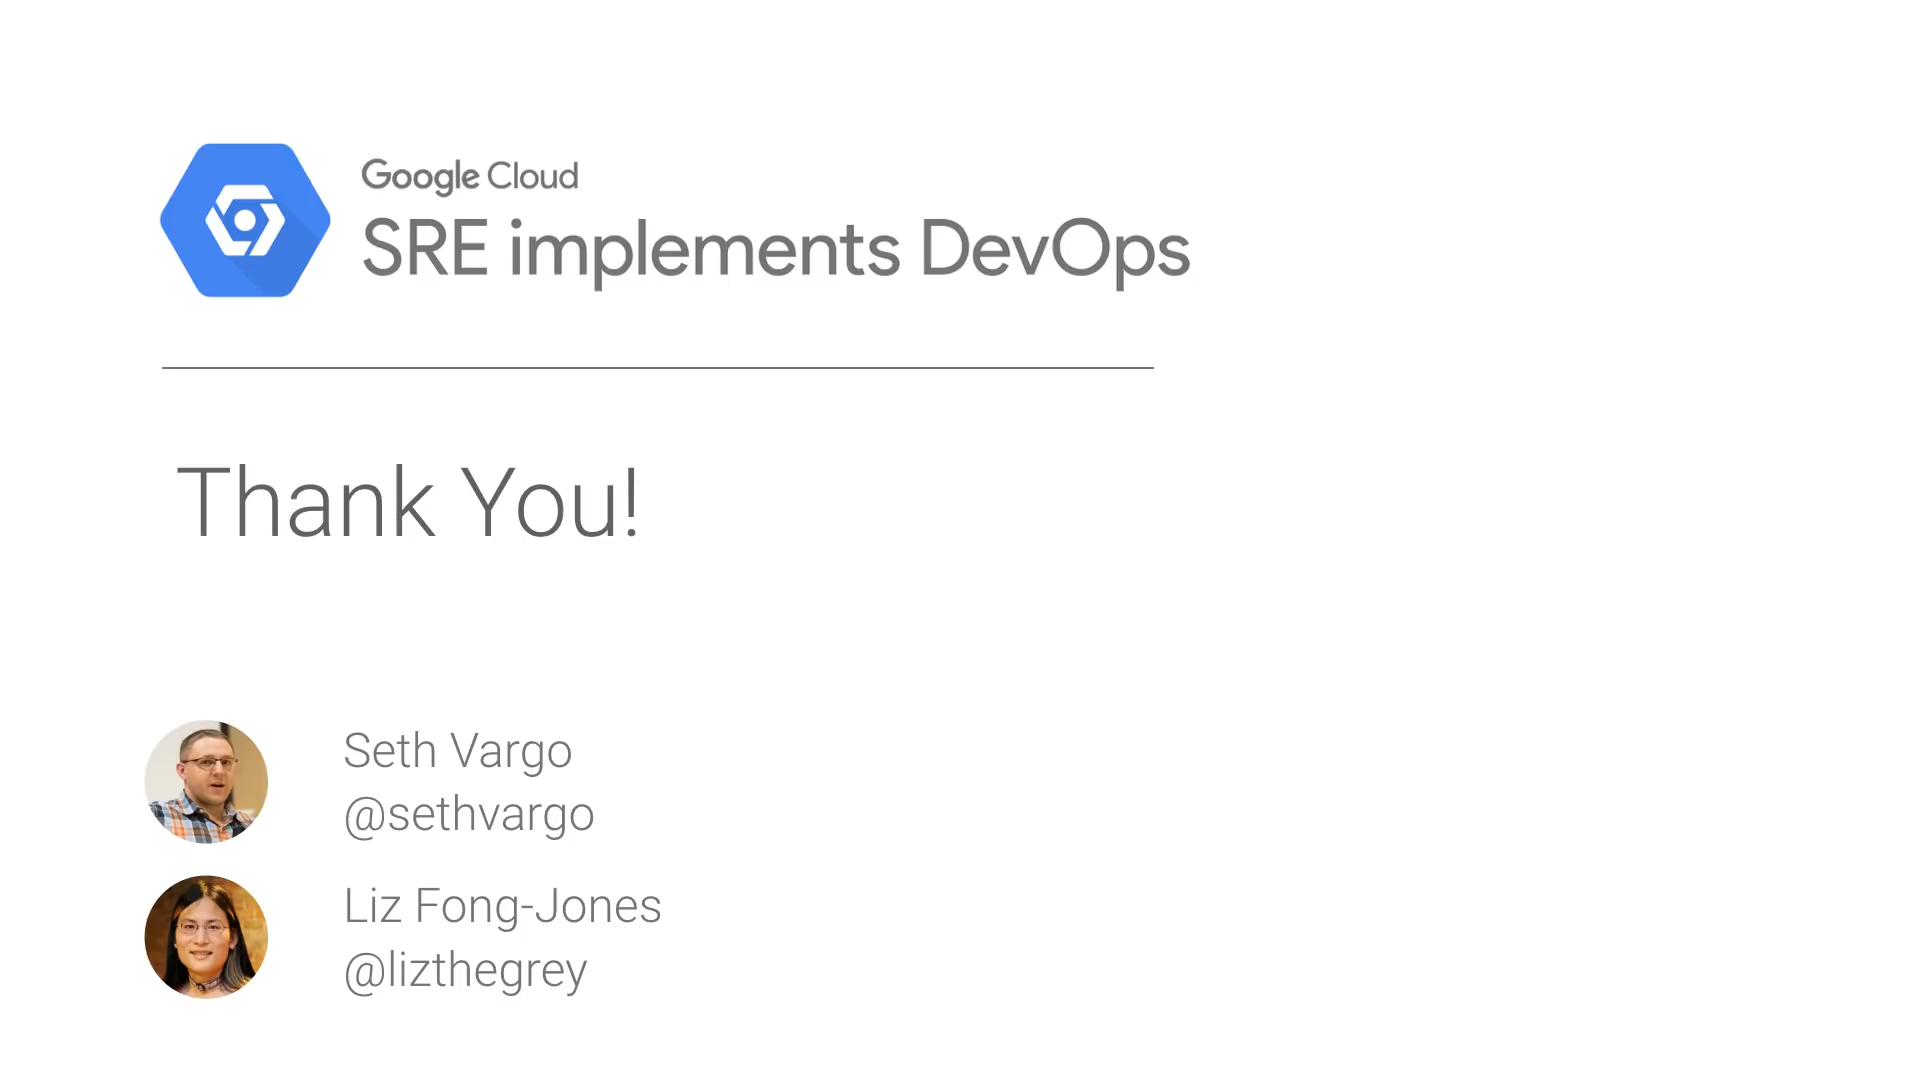 Google Cloud
SRE implements DevOps
Thank You!
Seth Vargo
@sethvargo
Liz Fong-Jones
@lizthegrey